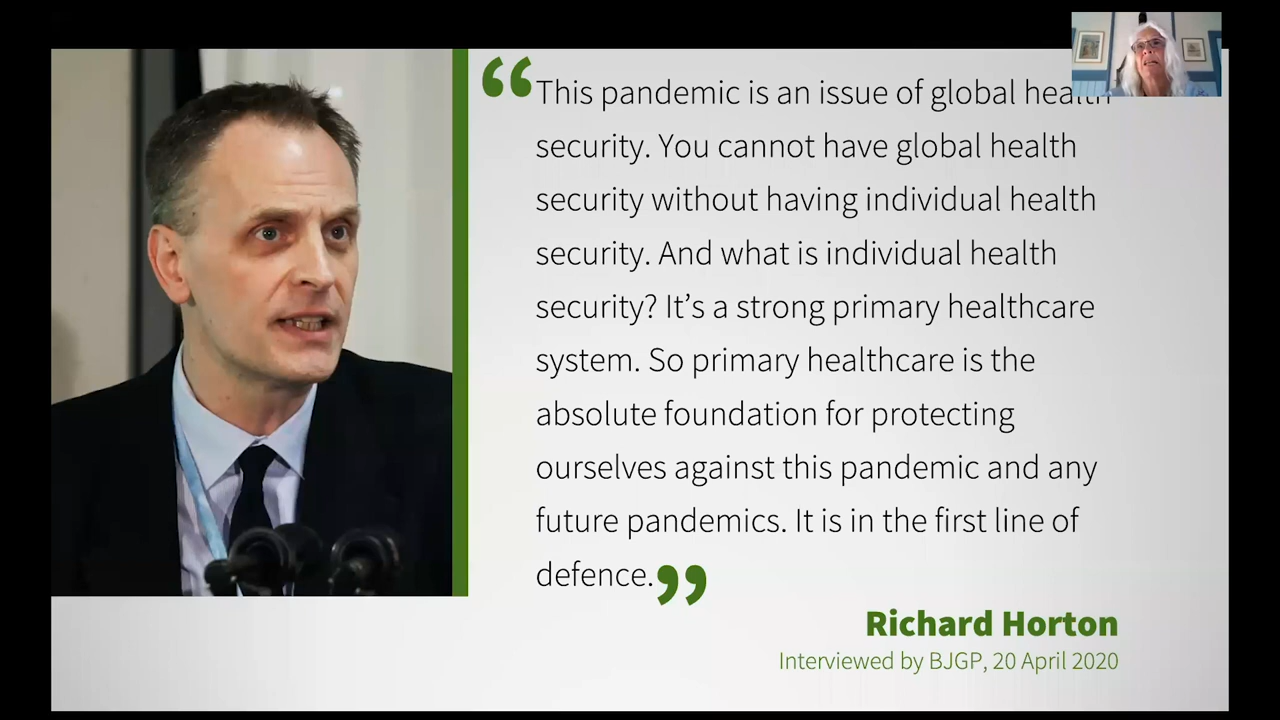 “This pandemic is an issue of global health
security. You cannot have global health
security without having individual health
security. And what is individual health
security? It’s a strong primary healthcare
system. So primary healthcare is the
absolute foundation for protecting
ourselves against this pandemic and any
future pandemics. It is in the first line of
defence.”
Richard Horton
Interviewed by BJGP, 20 April 2020